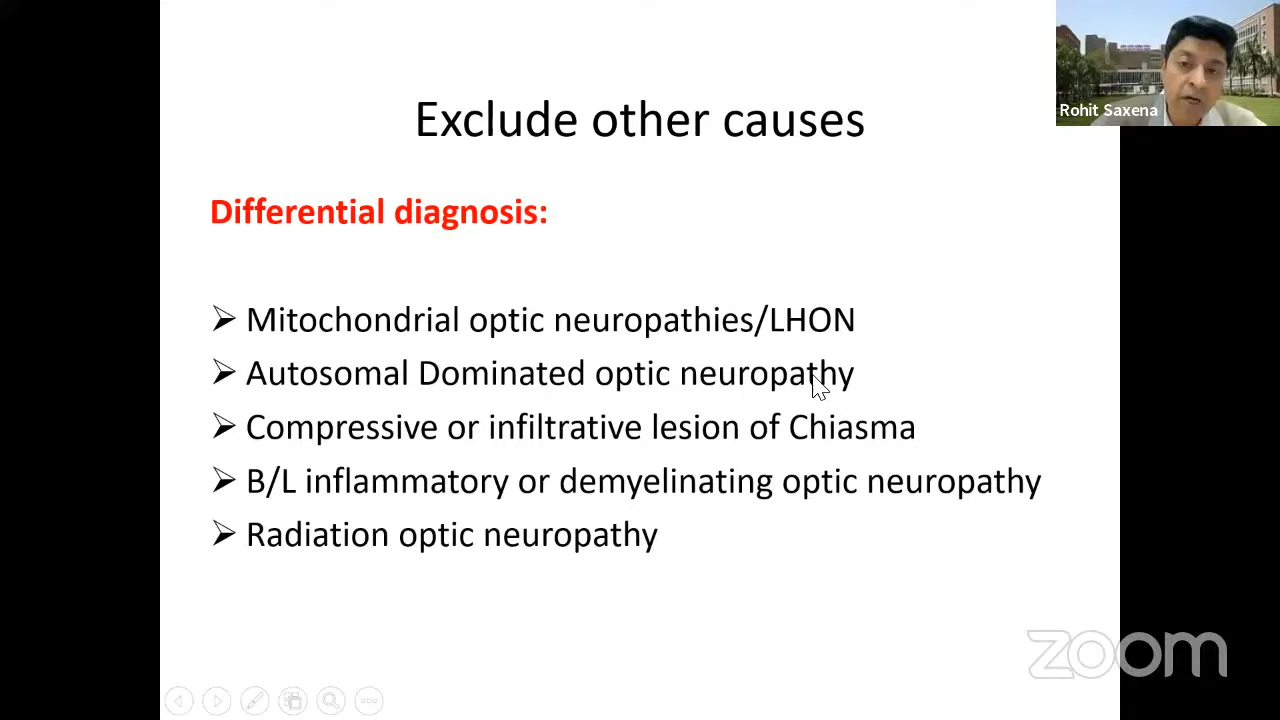 Rohit Saxena
Exclude other causes
Differential diagnosis:
Mitochondrial optic neuropathies/LHON
Autosomal Dominated optic neuropathy
Compressive or infiltrative lesion of Chiasma
B/L inflammatory or demyelinating optic neuropathy
Radiation optic neuropathy
zoom